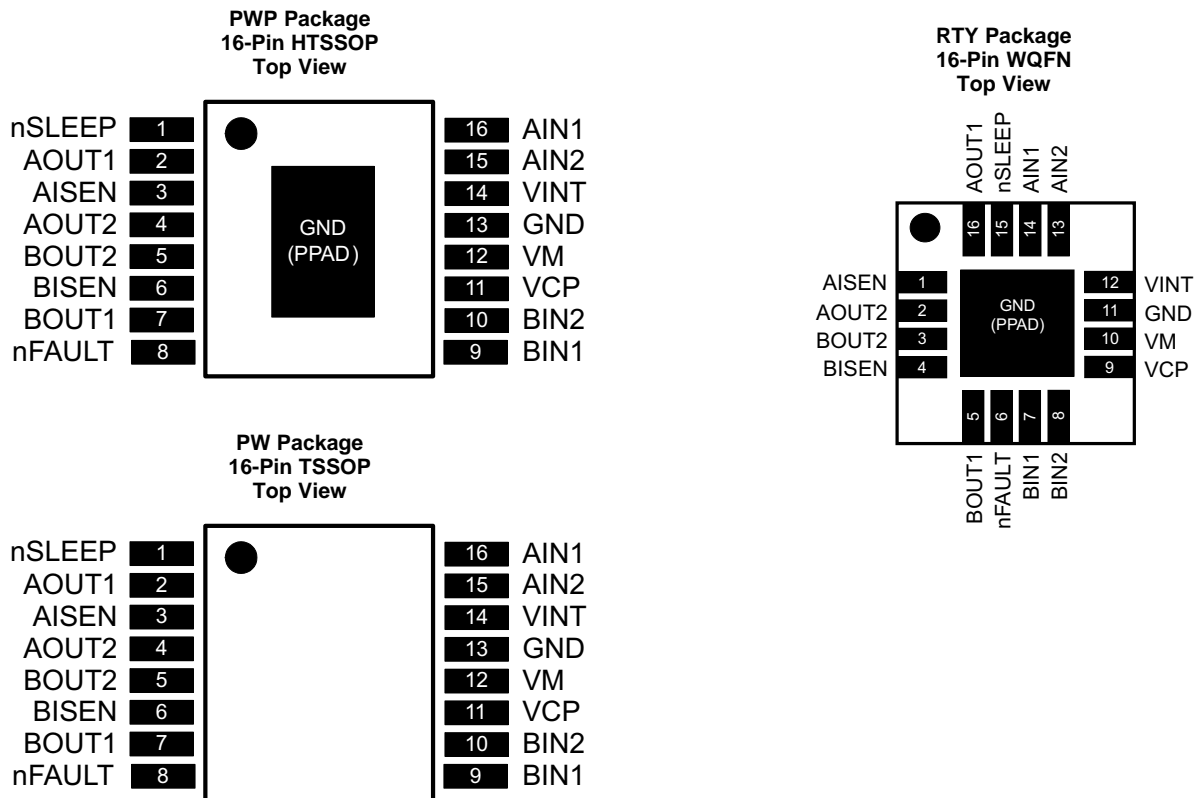 PWP Package
16-Pin HTSSOP
Top View
nSLEEP 1
AOUT1 2
AISEN 3
AOUT2 4
BOUT2 5
BISEN 6
BOUT1 7
nFAULT 8
GND
(PPAD)
16 AIN1
15 AIN2
14 VINT
13 GND
12 VM
11 VCP
10 BIN2
9 BIN1
RTY Package
16-Pin WQFN
Top View
AOUT1
nSLEEP
AIN1
AIN2
16
15
14
13
AISEN 1
AOUT2 2
BOUT2 3
BISEN 4
GND
(PPAD)
12 VINT
11 GND
10 VM
9 VCP
5
6
7
8
BOUT1
nFAULT
BIN1
BIN2
PW Package
16-Pin TSSOP
Top View
nSLEEP 1
AOUT1 2
AISEN 3
AOUT2 4
BOUT2 5
BISEN 6
BOUT1 7
nFAULT 8
16 AIN1
15 AIN2
14 VINT
13 GND
12 VM
11 VCP
10 BIN2
9 BIN1